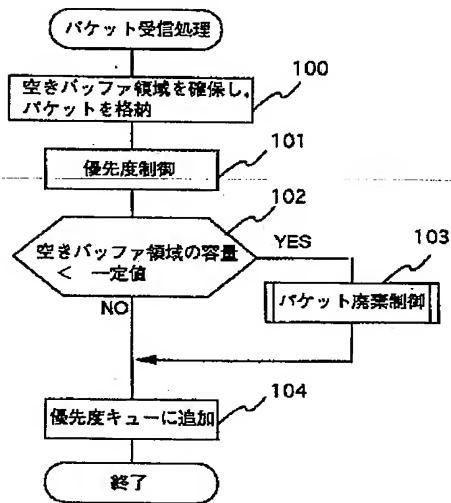 パケット受信処理
100
空きバッファ領域を確保し,
パケットを格納
101
優先度制御
102
空きバッファ領域の容量
< 一定値
YES
103
パケット廃棄制御
NO
104
優先度キューに追加
終了